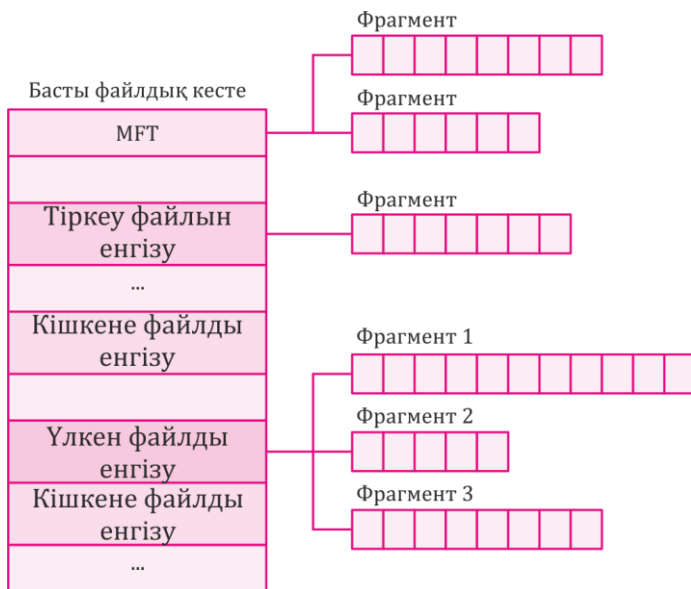 Фрагмент
Басты файлдық кесте
Фрагмент
MFT
Фрагмент
Тіркеу файлын
енгізу
...
Кішкене файлды
енгізу
Фрагмент 1
Фрагмент 2
Үлкен файлды
енгізу
Фрагмент 3
Кішкене файлды
енгізу
...